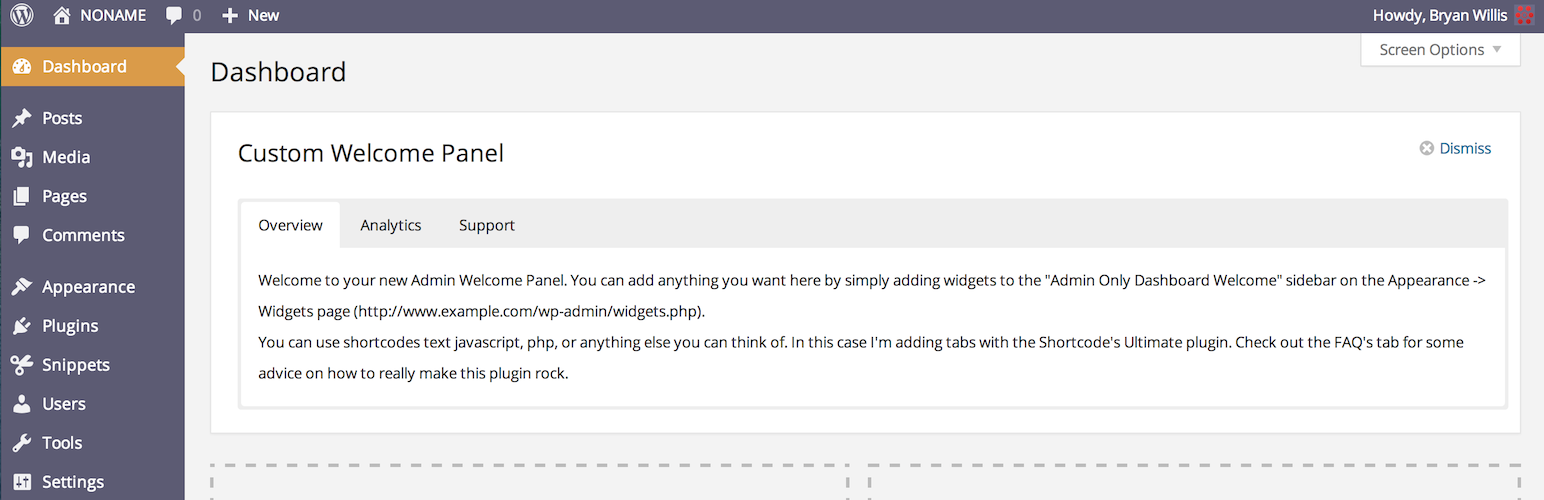 NONAME 0 New Howdy, Bryan Willis
Screen Options
Dashboard
Posts
Media
Pages
Comments
Appearance
Plugins
Snippets
Users
Tools
Settings
Dashboard
Custom Welcome Panel
Dismiss
Overview Analytics Support
Welcome to your new Admin Welcome Panel. You can add anything you want here by simply adding widgets to the "Admin Only Dashboard Welcome" sidebar on the Appearance ->
Widgets page (http://www.example.com/wp-admin/widgets.php).
You can use shortcodes text javascript, php, or anything else you can think of. In this case I'm adding tabs with the Shortcode's Ultimate plugin. Check out the FAQ's tab for some
advice on how to really make this plugin rock.